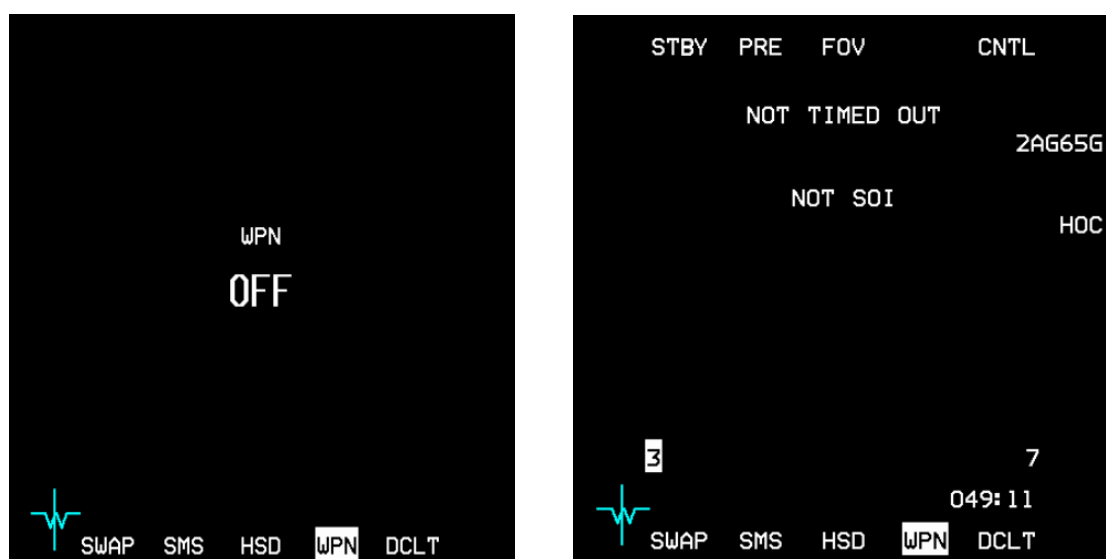 WPN
OFF
SWAP SMS HSD WPN DCLT
STBY PRE FOV CNTL
NOT TIMED OUT
2AG65G
NOT SOI
HOC
3 7
049:11
SWAP SMS HSD WPN DCLT